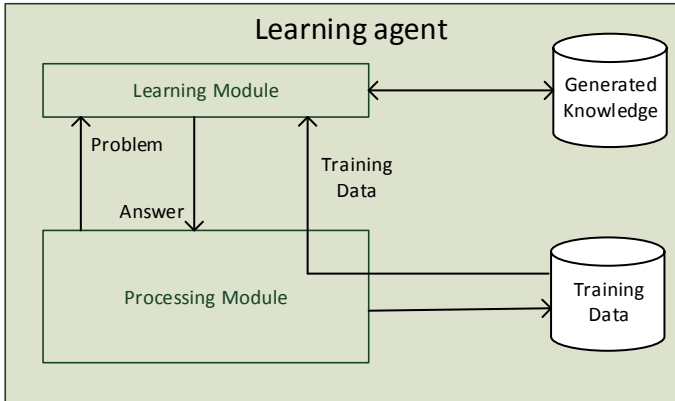 Learning agent
Learning Module
Generated
Knowledge
Problem
Training
Data
Answer
Processing Module
Training
Data